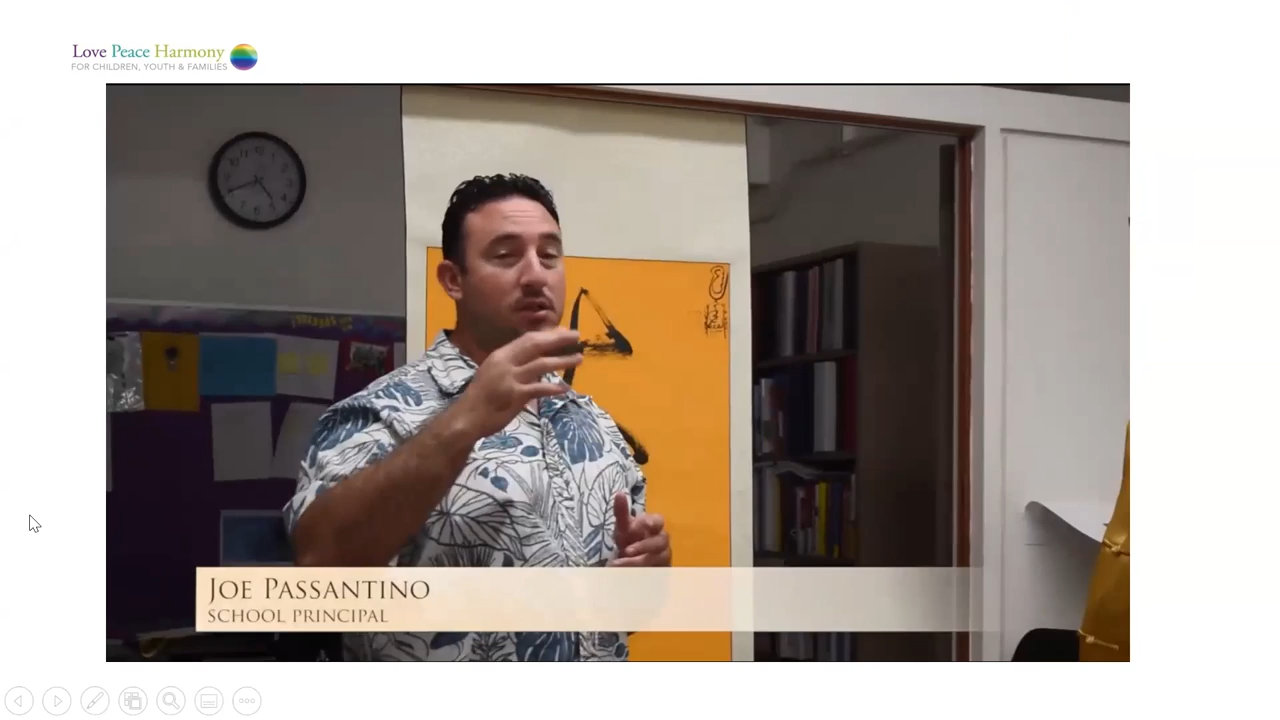 Love Peace Harmony
FOR CHILDREN, YOUTH & FAMILIES
JOE PASSANTINO
SCHOOL PRINCIPAL